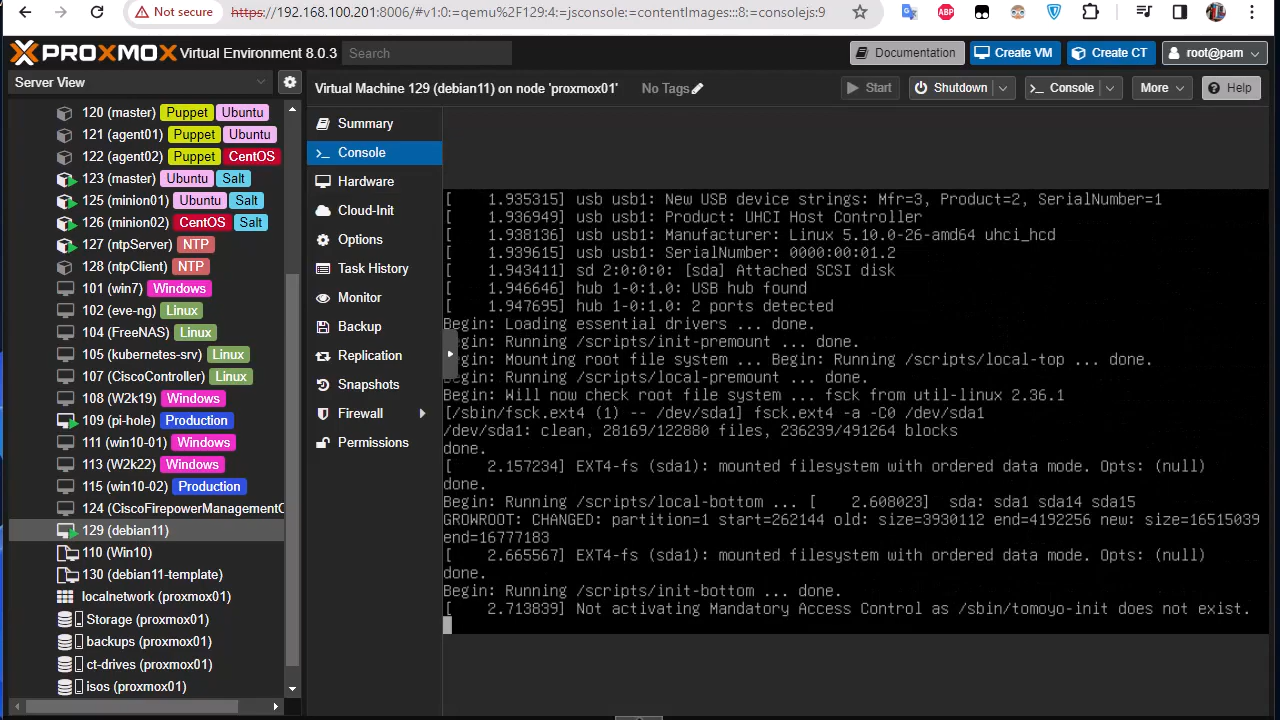 Not secure https://192.168.100.201:8006/#v1:0:=qemu%2F129:4:=jsconsole:=contentImages:::8:=consolejs:9 ABP
PROXMOX Virtual Environment 8.0.3 Search Documentation Create VM Create CT root@pam
Server View
Virtual Machine 129 (debian11) on node 'proxmox01' No Tags Start Shutdown >_ Console More Help
120 (master) Puppet Ubuntu
121 (agent01) Puppet Ubuntu
122 (agent02) Puppet CentOS
123 (master) Ubuntu Salt
125 (minion01) Ubuntu Salt
126 (minion02) CentOS Salt
127 (ntpServer) NTP
128 (ntpClient) NTP
101 (win7) Windows
102 (eve-ng) Linux
104 (FreeNAS) Linux
105 (kubernetes-srv) Linux
107 (CiscoController) Linux
108 (W2k19) Windows
109 (pi-hole) Production
111 (win10-01) Windows
113 (W2k22) Windows
115 (win10-02) Production
124 (CiscoFirepowerManagementC
129 (debian11)
110 (Win10)
130 (debian11-template)
localnetwork (proxmox01)
Storage (proxmox01)
backups (proxmox01)
ct-drives (proxmox01)
isos (proxmox01)
Summary
>_ Console
Hardware
Cloud-Init
Options
Task History
Monitor
Backup
Replication
Snapshots
Firewall
Permissions
[    1.935315] usb usb1: New USB device strings: Mfr=3, Product=2, SerialNumber=1
[    1.936949] usb usb1: Product: UHCI Host Controller
[    1.938136] usb usb1: Manufacturer: Linux 5.10.0-26-amd64 uhci_hcd
[    1.939615] usb usb1: SerialNumber: 0000:00:01.2
[    1.943411] sd 2:0:0:0: [sda] Attached SCSI disk
[    1.946646] hub 1-0:1.0: USB hub found
[    1.947695] hub 1-0:1.0: 2 ports detected
Begin: Loading essential drivers ... done.
Begin: Running /scripts/init-premount ... done.
Begin: Mounting root file system ... Begin: Running /scripts/local-top ... done.
Begin: Running /scripts/local-premount ... done.
Begin: Will now check root file system ... fsck from util-linux 2.36.1
[/sbin/fsck.ext4 (1) -- /dev/sda1] fsck.ext4 -a -C0 /dev/sda1
/dev/sda1: clean, 28169/122880 files, 236239/491264 blocks
done.
[    2.157234] EXT4-fs (sda1): mounted filesystem with ordered data mode. Opts: (null)
done.
Begin: Running /scripts/local-bottom ... [    2.608023]  sda: sda1 sda14 sda15
GROWROOT: CHANGED: partition=1 start=262144 old: size=3930112 end=4192256 new: size=16515039
end=16777183
[    2.665567] EXT4-fs (sda1): mounted filesystem with ordered data mode. Opts: (null)
done.
Begin: Running /scripts/init-bottom ... done.
[    2.713839] Not activating Mandatory Access Control as /sbin/tomoyo-init does not exist.